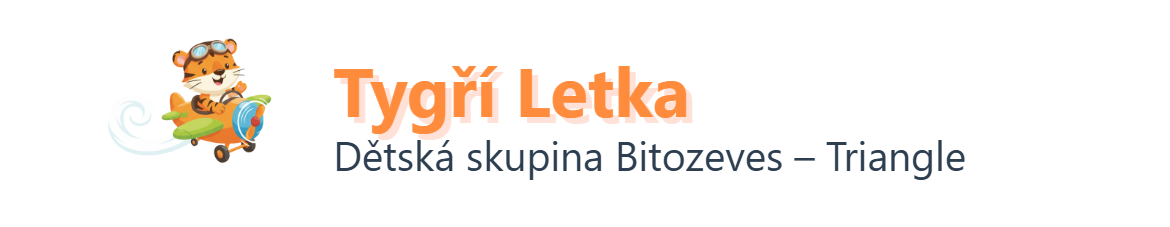 Tygří Letka
Dětská skupina Bitozeves – Triangle